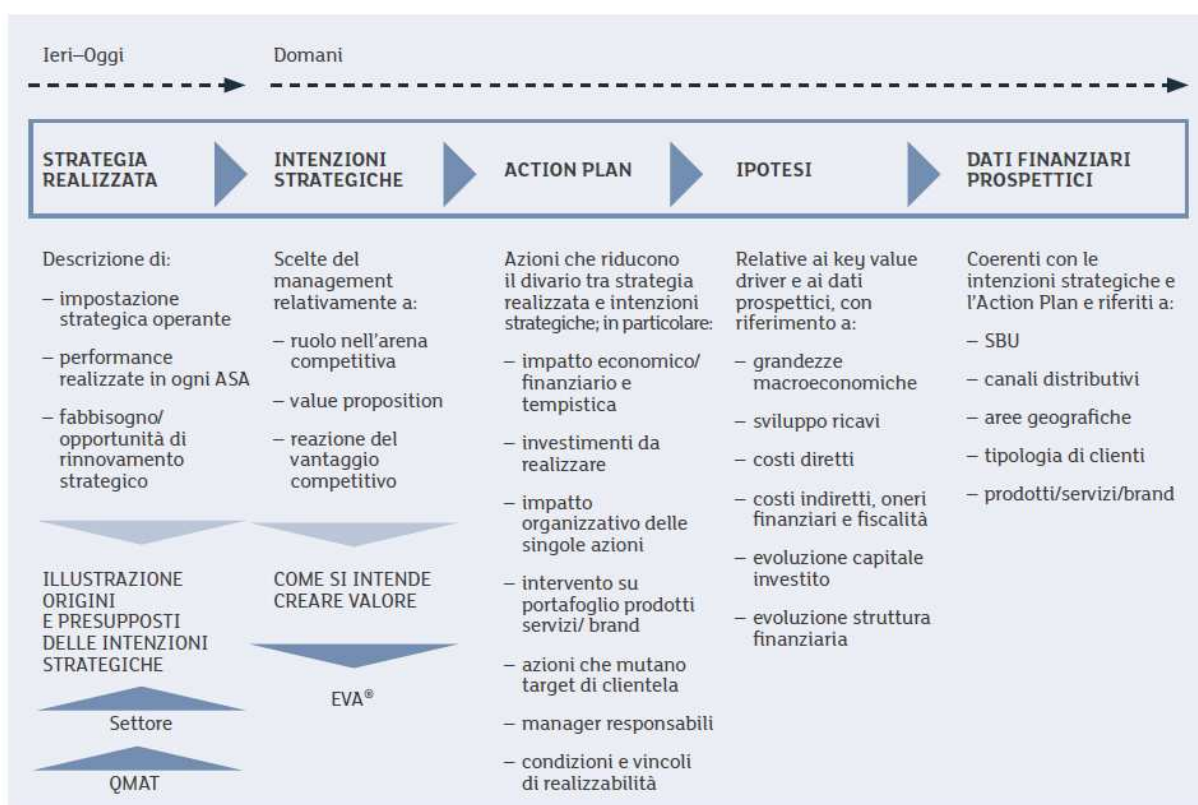 Ieri–Oggi
Domani
STRATEGIA
REALIZZATA
INTENZIONI
STRATEGICHE
ACTION PLAN
IPOTESI
DATI FINANZIARI
PROSPETTICI
Descrizione di:
– impostazione
strategica operante
– performance
realizzate in ogni ASA
– fabbisogno/
opportunità di
rinnovamento
strategico
ILLUSTRAZIONE
ORIGINI
E PRESUPPOSTI
DELLE INTENZIONI
STRATEGICHE
Settore
QMAT
Scelte del
management
relativamente a:
– ruolo nell'arena
competitiva
– value proposition
– reazione del
vantaggio
competitivo
COME SI INTENDE
CREARE VALORE
EVA®
Azioni che riducono
il divario tra strategia
realizzata e intenzioni
strategiche; in particolare:
– impatto economico/
finanziario e
tempistica
– investimenti da
realizzare
– impatto
organizzativo delle
singole azioni
– intervento su
portafoglio prodotti
servizi/ brand
– azioni che mutano
target di clientela
– manager responsabili
– condizioni e vincoli
di realizzabilità
Relative ai key value
driver e ai dati
prospettici, con
riferimento a:
– grandezze
macroeconomiche
– sviluppo ricavi
– costi diretti
– costi indiretti, oneri
finanziari e fiscalità
– evoluzione capitale
investito
– evoluzione struttura
finanziaria
Coerenti con le
intenzioni strategiche e
l'Action Plan e riferiti a:
– SBU
– canali distributivi
– aree geografiche
– tipologia di clienti
– prodotti/servizi/brand